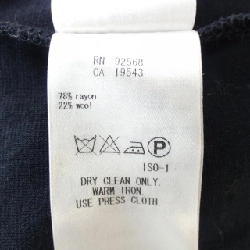 RN 92568
CA 19543
78% rayon
22% wool
P
ISO-1
DRY CLEAN ONLY.
WARM IRON.
USE PRESS CLOTH